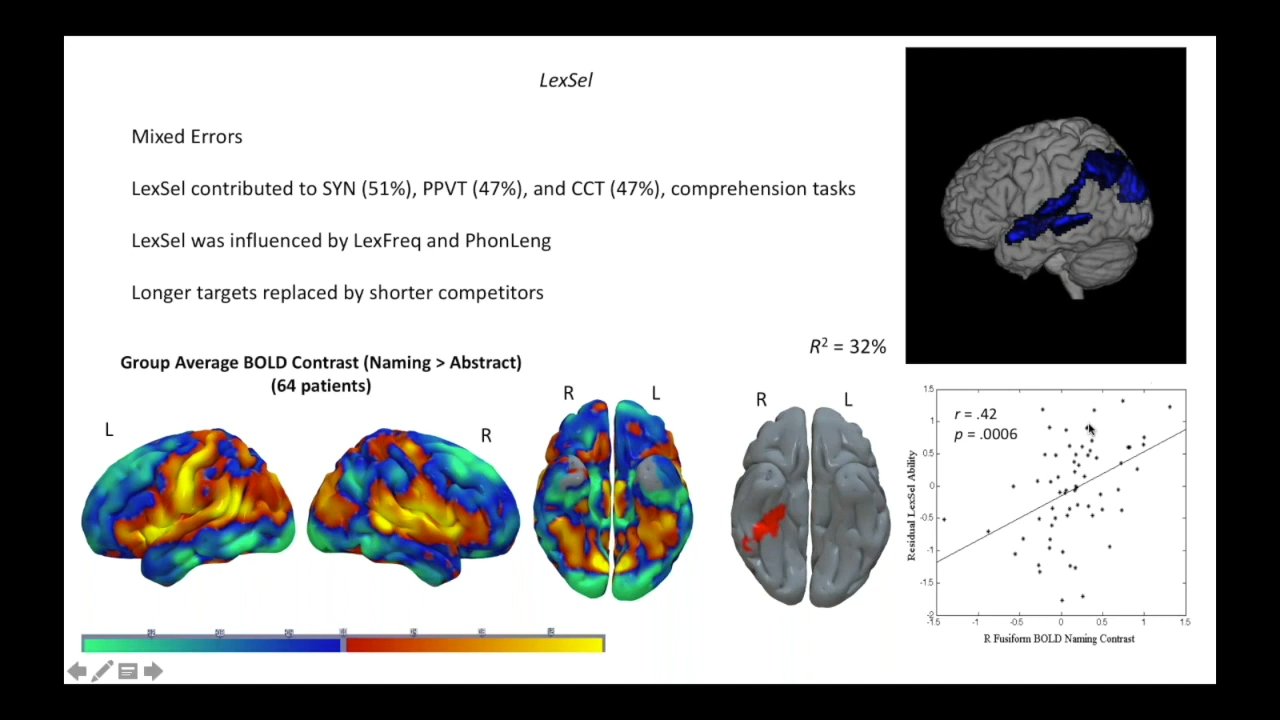 LexSel
Mixed Errors
LexSel contributed to SYN (51%), PPVT (47%), and CCT (47%), comprehension tasks
LexSel was influenced by LexFreq and PhonLeng
Longer targets replaced by shorter competitors
R² = 32%
Group Average BOLD Contrast (Naming > Abstract)
(64 patients)
L
R
R
L
R
L
r = .42
p = .0006
1.5
1
0.5
0
-0.5
-1
-1.5
-2
Residual LexSel Ability
-1.5
-1
-0.5
0
0.5
1
1.5
R Fusiform BOLD Naming Contrast